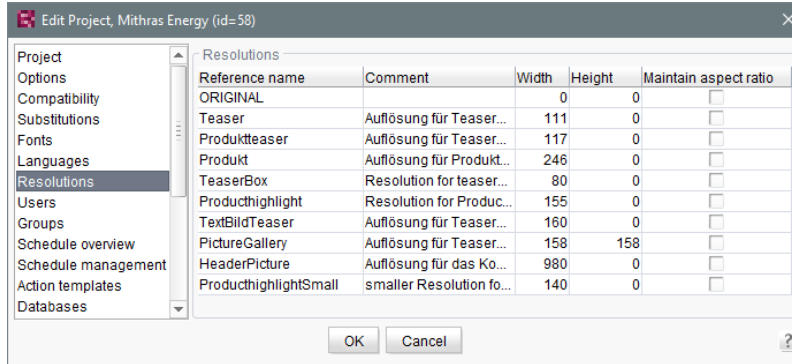 Edit Project, Mithras Energy (id=58)
Project
Options
Compatibility
Substitutions
Fonts
Languages
Resolutions
Users
Groups
Schedule overview
Schedule management
Action templates
Databases
Resolutions
Reference name Comment Width Height Maintain aspect ratio
ORIGINAL 0 0
Teaser Auflösung für Teaser... 111 0
Produktteaser Auflösung für Teaser... 117 0
Produkt Auflösung für Produkt... 246 0
TeaserBox Resolution for teaser... 80 0
Producthighlight Resolution for Produc... 155 0
TextBildTeaser Auflösung für Teaser... 160 0
PictureGallery Auflösung für Teaser... 158 158
HeaderPicture Auflösung für das Ko... 980 0
ProducthighlightSmall smaller Resolution fo... 140 0
OK Cancel ?